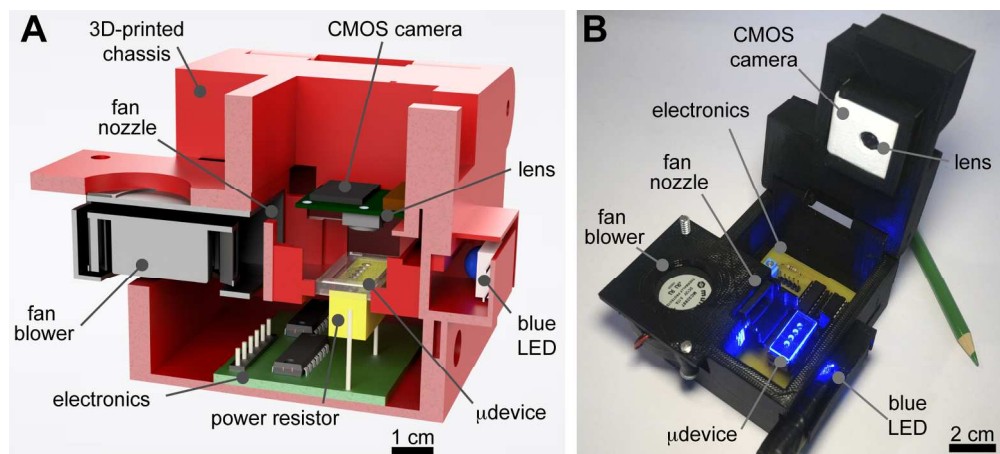 A
3D-printed
chassis
CMOS camera
fan
nozzle
lens
fan
blower
blue
LED
electronics
power resistor
μdevice
1 cm
B
CMOS
camera
electronics
fan
nozzle
fan
blower
lens
μdevice
blue
LED
2 cm